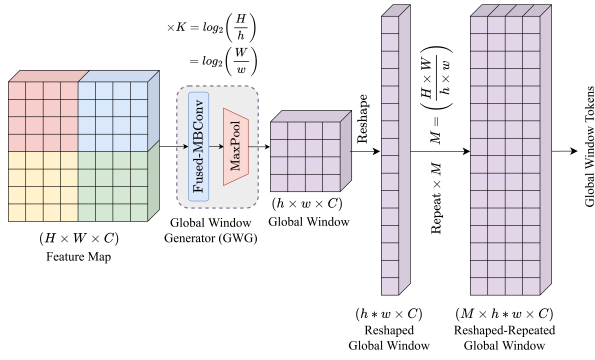 ×K = log₂(H/h)
= log₂(W/w)
Fused-MBConv
MaxPool
Reshape
Repeat × M M = (H × W / h × w)
Global Window Tokens
(H × W × C)
Feature Map
Global Window
Generator (GWG)
(h × w × C)
Global Window
(h * w × C)
Reshaped
Global Window
(M × h * w × C)
Reshaped-Repeated
Global Window